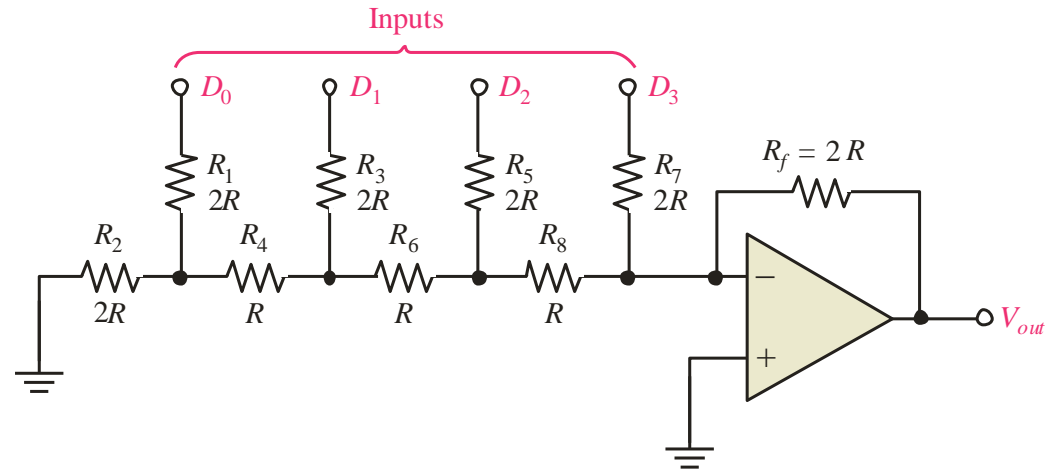 Inputs
D0 D1 D2 D3
R1 2R
R3 2R
R5 2R
R7 2R
Rf = 2R
R2 2R
R4 R
R6 R
R8 R
−
+
Vout